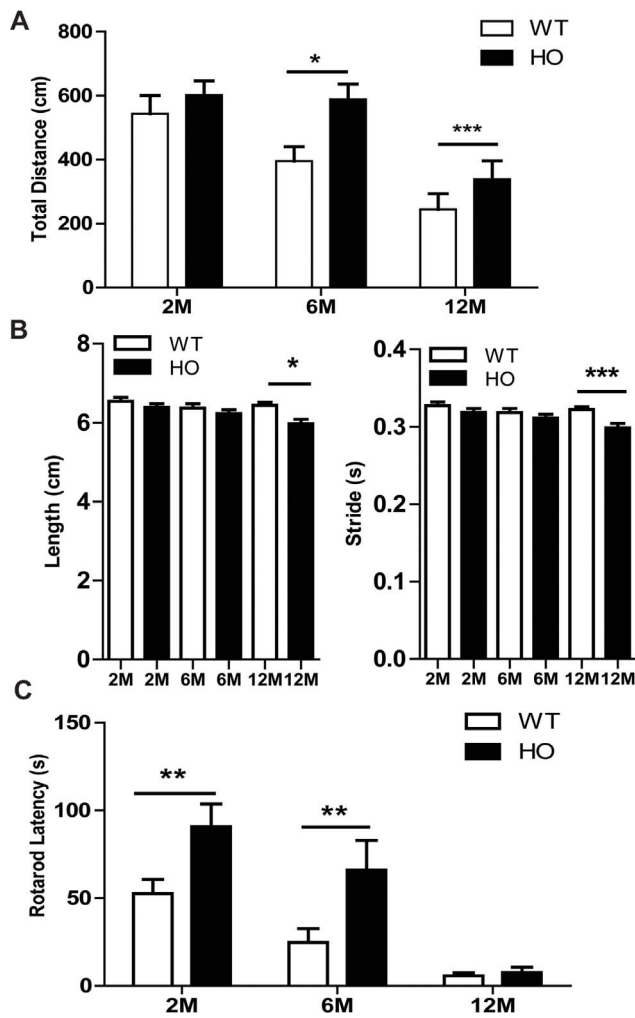 A
WT
HO
Total Distance (cm)
800
600
400
200
0
*
***
2M 6M 12M
B
WT
HO
Length (cm)
8
6
4
2
0
*
2M 2M 6M 6M 12M 12M
WT
HO
Stride (s)
0.4
0.3
0.2
0.1
0.0
***
2M 2M 6M 6M 12M 12M
C
WT
HO
Rotarod Latency (s)
150
100
50
0
**
**
2M 6M 12M